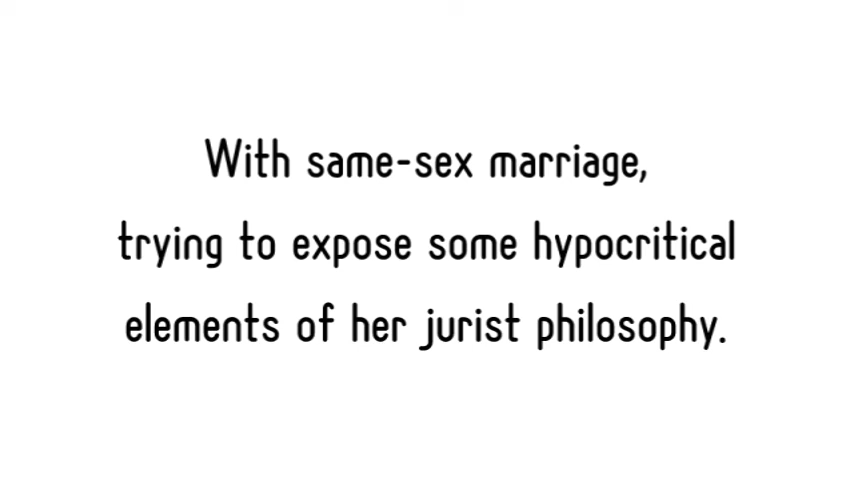 With same-sex marriage,
trying to expose some hypocritical
elements of her jurist philosophy.